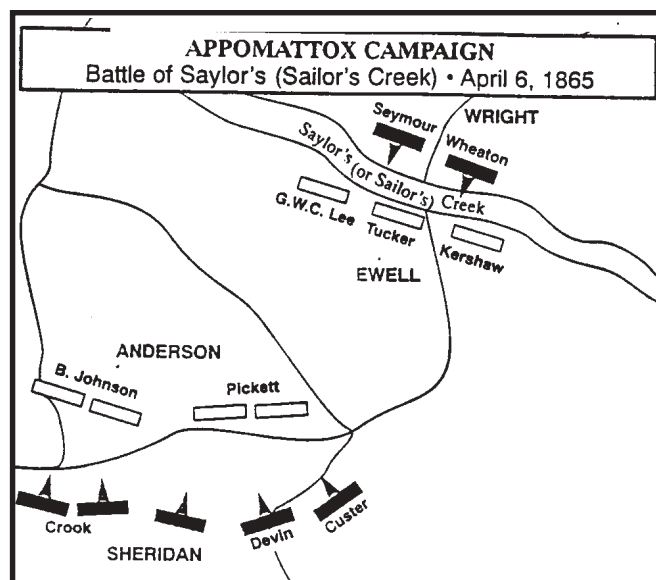 APPOMATTOX CAMPAIGN
Battle of Saylor's (Sailor's Creek) • April 6, 1865
Seymour
WRIGHT
Wheaton
Saylor's (or Sailor's) Creek
G.W.C. Lee
Tucker
Kershaw
EWELL
ANDERSON
B. Johnson
Pickett
Crook
SHERIDAN
Devin
Custer